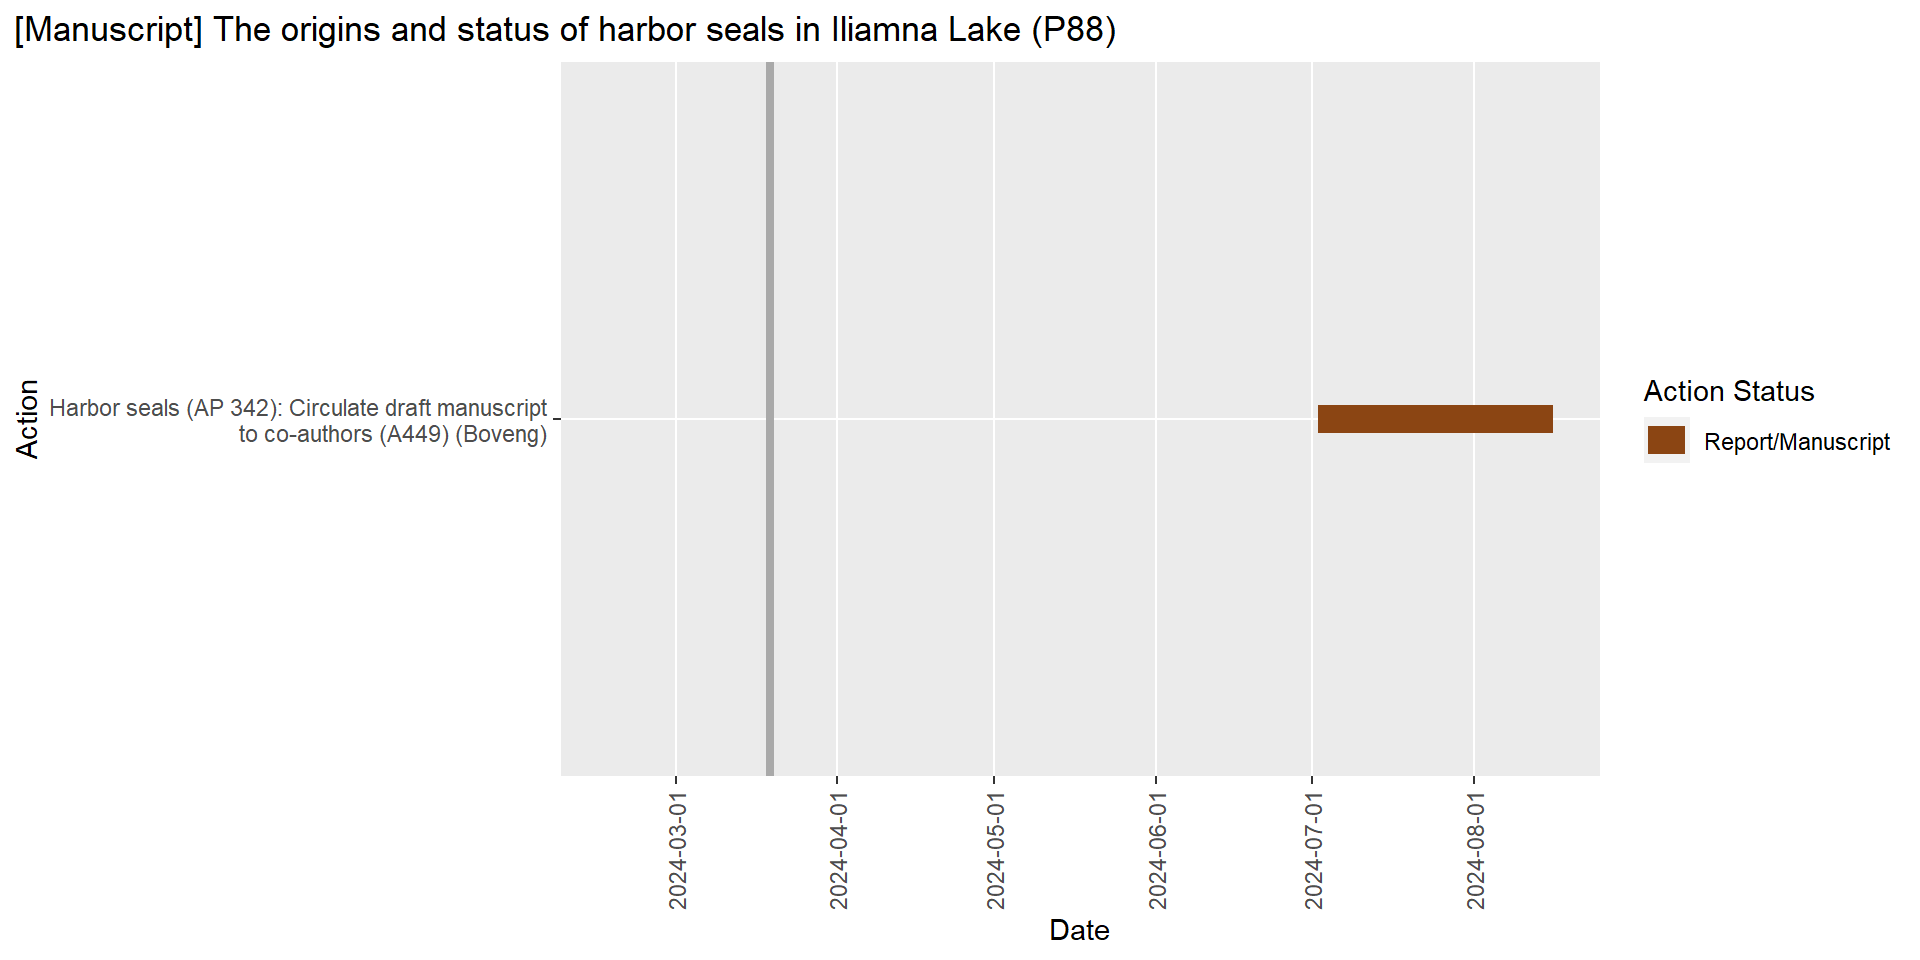 [Manuscript] The origins and status of harbor seals in Iliamna Lake (P88)
Action
Harbor seals (AP 342): Circulate draft manuscript
to co-authors (A449) (Boveng)
Action Status
Report/Manuscript
2024-03-01
2024-04-01
2024-05-01
2024-06-01
2024-07-01
2024-08-01
Date